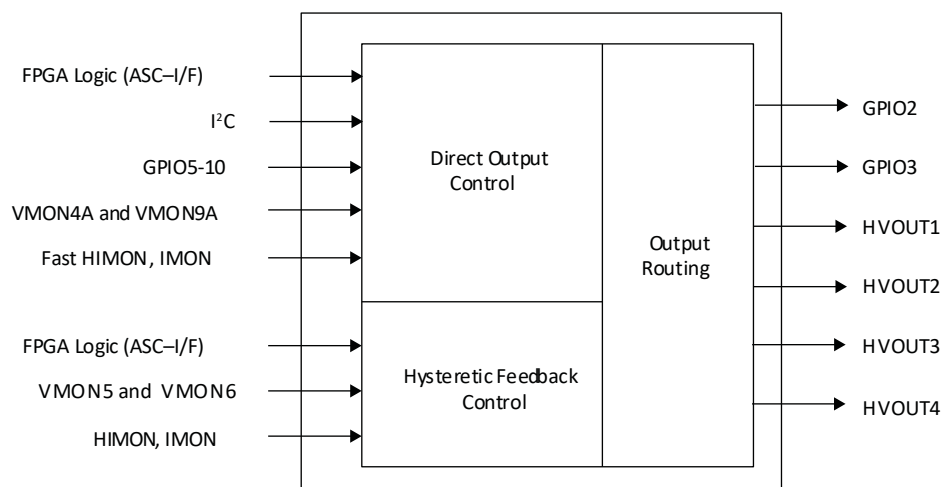 FPGA Logic (ASC–I/F)
I²C
GPIO5-10
VMON4A and VMON9A
Fast HIMON, IMON
FPGA Logic (ASC–I/F)
VMON5 and VMON6
HIMON, IMON
Direct Output
Control
Hysteretic Feedback
Control
Output
Routing
GPIO2
GPIO3
HVOUT1
HVOUT2
HVOUT3
HVOUT4